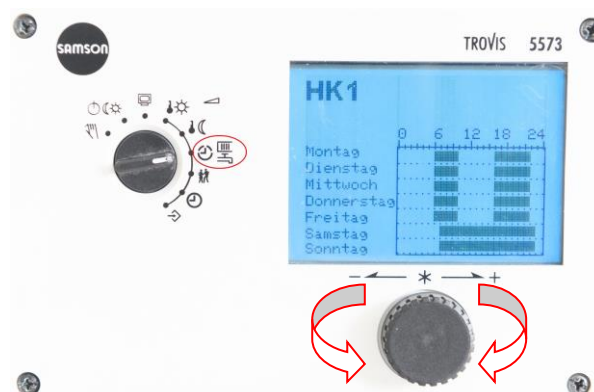 SAMSON
TROVIS 5573
HK1
0 6 12 18 24
Montag
Dienstag
Mittwoch
Donnerstag
Freitag
Samstag
Sonntag
- * +